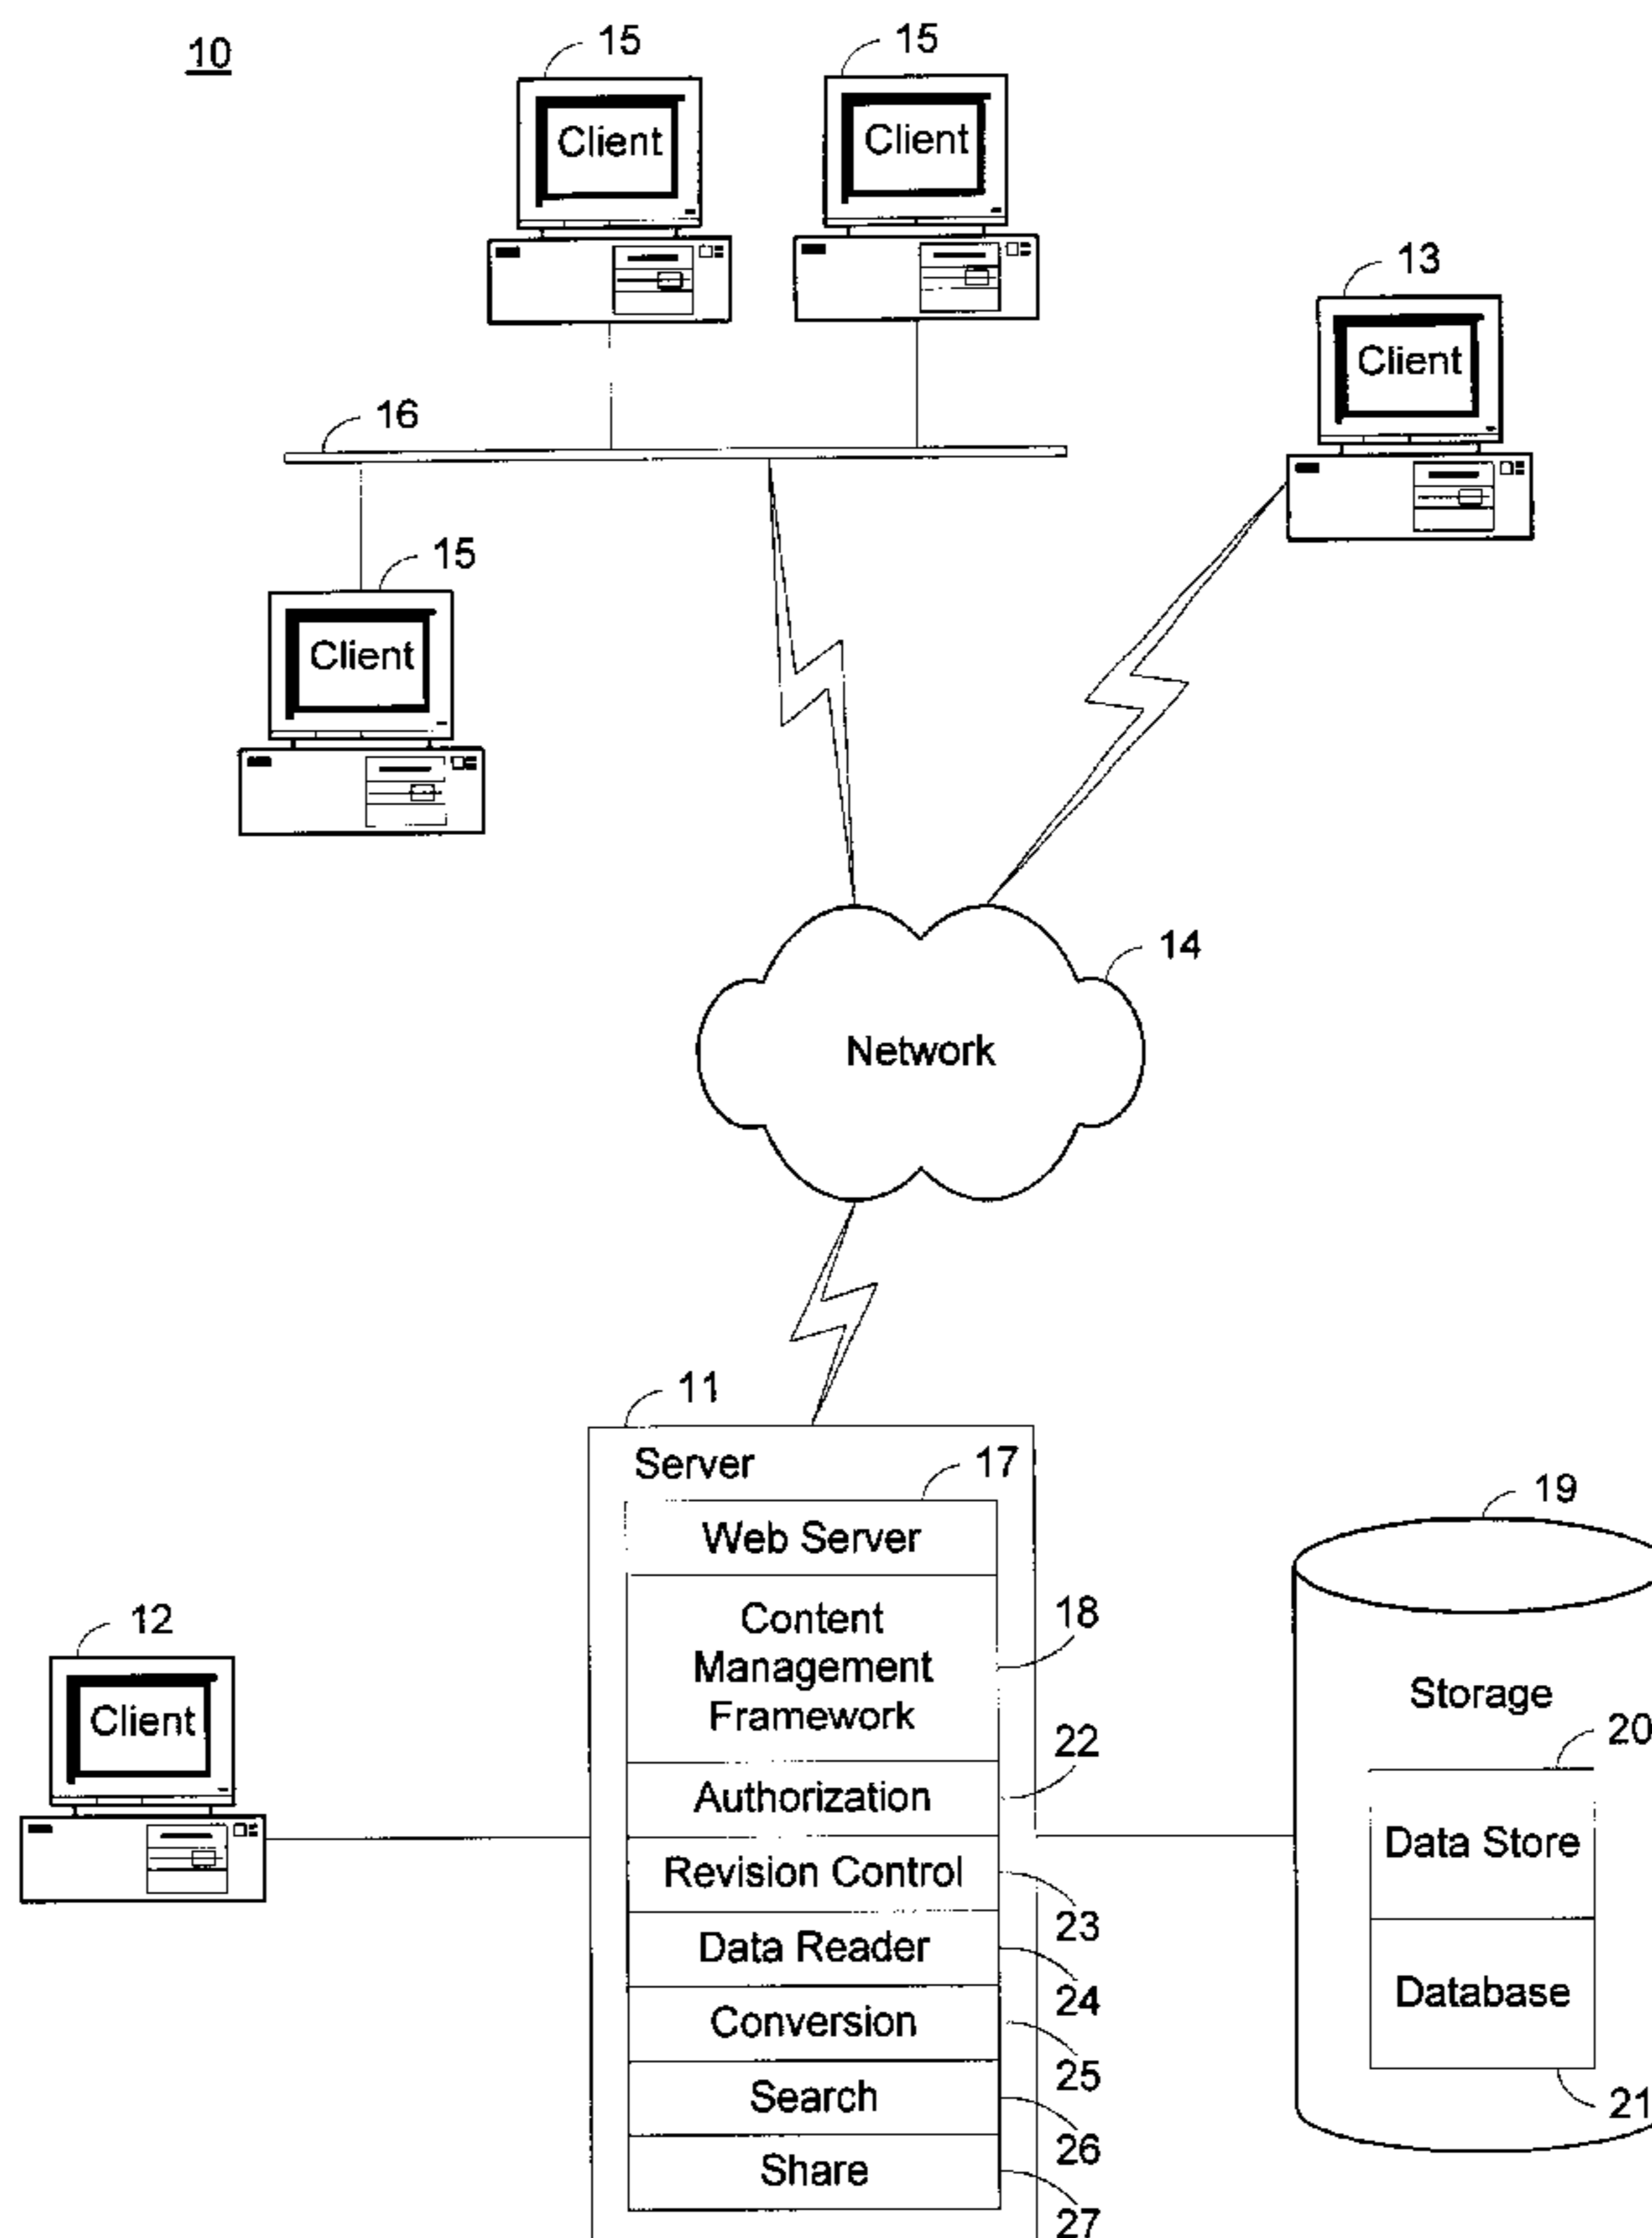 10
15
15
Client
Client
13
Client
16
15
Client
14
Network
11
Server
17
Web Server
19
Content
Management
Framework
18
12
Client
Storage
20
22
Authorization
Data Store
Revision Control
23
Data Reader
24
Database
Conversion
25
Search
26
21
Share
27